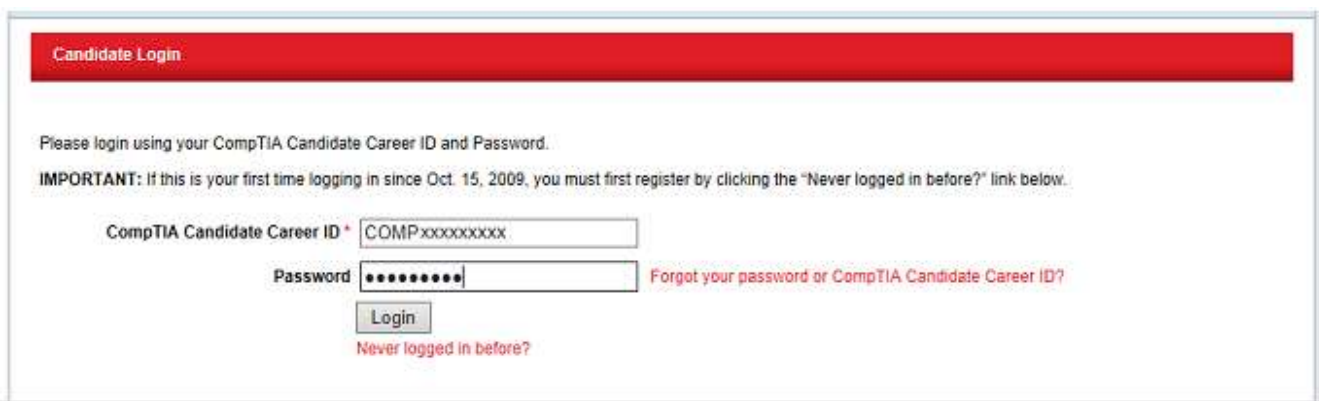 Candidate Login
Please login using your CompTIA Candidate Career ID and Password.
IMPORTANT: If this is your first time logging in since Oct. 15, 2009, you must first register by clicking the “Never logged in before?” link below.
CompTIA Candidate Career ID * COMPxxxxxxxxx
Password ●●●●●●●●● Forgot your password or CompTIA Candidate Career ID?
Login
Never logged in before?